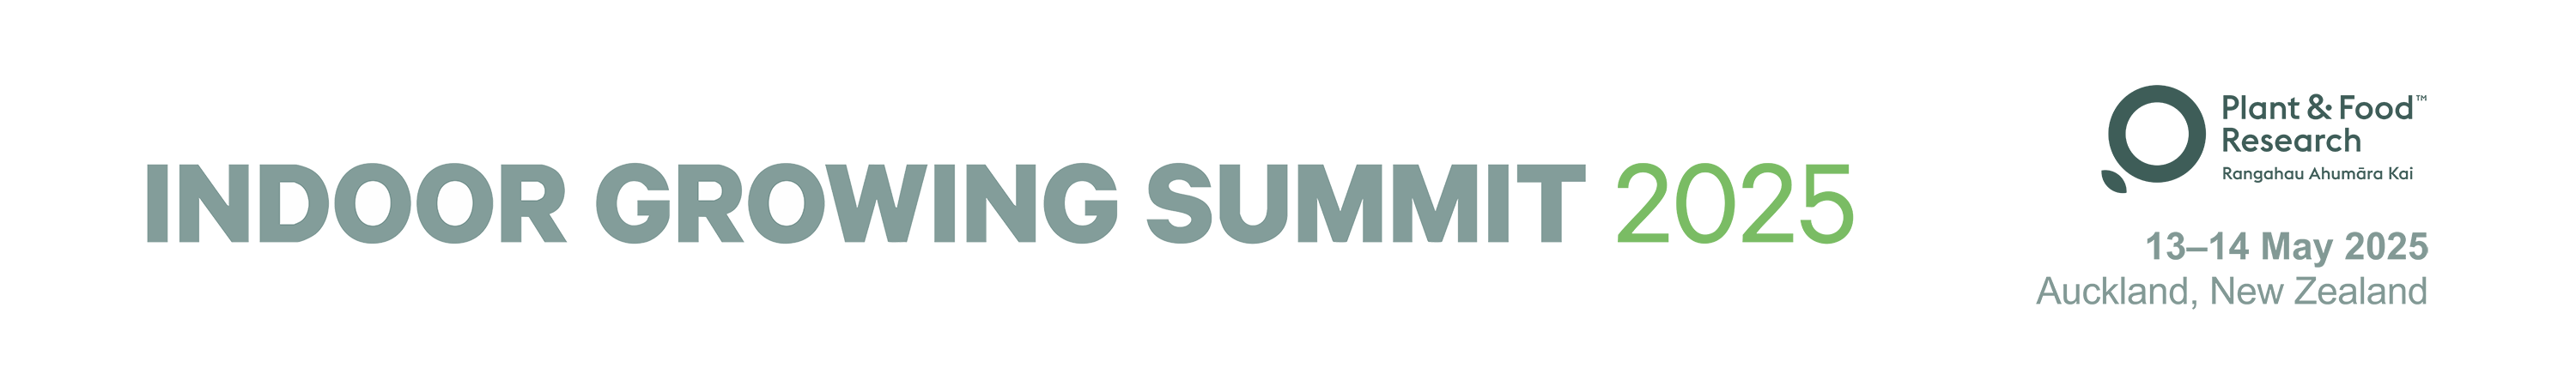 INDOOR GROWING SUMMIT 2025
Plant & Food™
Research
Rangahau Ahumāra Kai
13–14 May 2025
Auckland, New Zealand